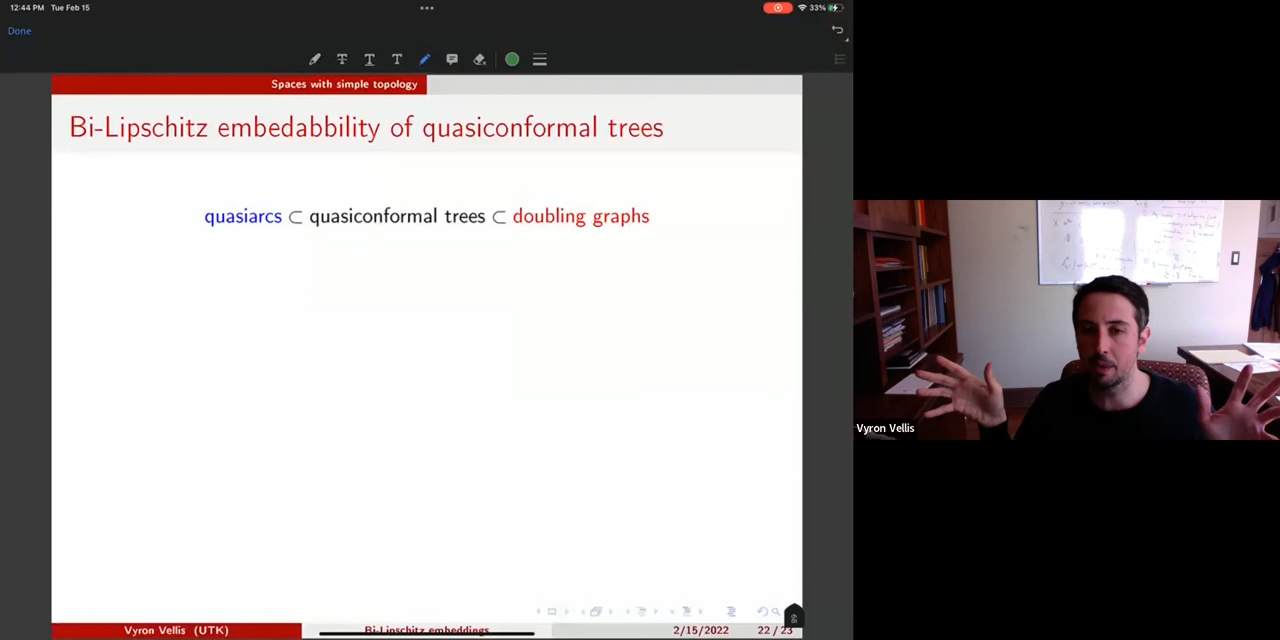 12:44 PM Tue Feb 15
33%
Done
Spaces with simple topology
Bi-Lipschitz embedabbility of quasiconformal trees
quasiarcs ⊂ quasiconformal trees ⊂ doubling graphs
Vyron Vellis
68
Vyron Vellis (UTK)
Bi-Lipschitz embeddings
2/15/2022
22 / 23